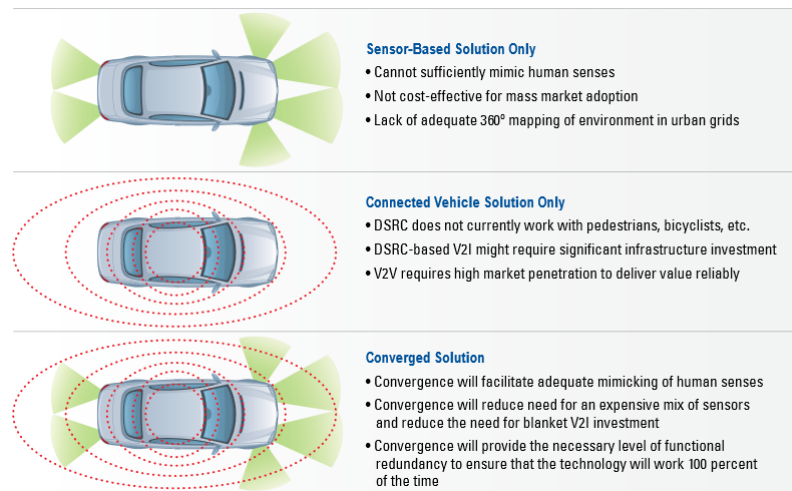 Sensor-Based Solution Only
• Cannot sufficiently mimic human senses
• Not cost-effective for mass market adoption
• Lack of adequate 360º mapping of environment in urban grids
Connected Vehicle Solution Only
• DSRC does not currently work with pedestrians, bicyclists, etc.
• DSRC-based V2I might require significant infrastructure investment
• V2V requires high market penetration to deliver value reliably
Converged Solution
• Convergence will facilitate adequate mimicking of human senses
• Convergence will reduce need for an expensive mix of sensors
and reduce the need for blanket V2I investment
• Convergence will provide the necessary level of functional
redundancy to ensure that the technology will work 100 percent
of the time